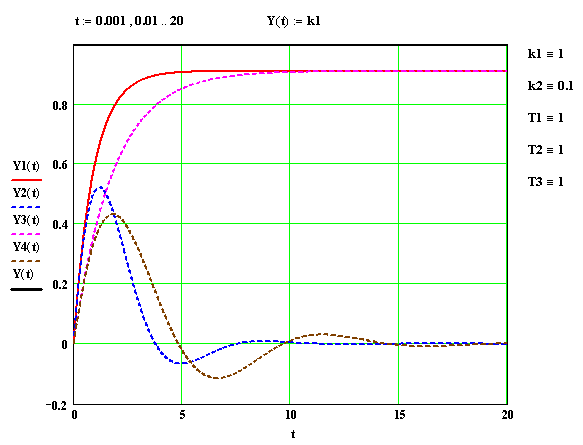 t := 0.001 , 0.01 .. 20
Y(t) := k1
k1 ≡ 1
k2 ≡ 0.1
T1 ≡ 1
T2 ≡ 1
T3 ≡ 1
Y1(t)
Y2(t)
Y3(t)
Y4(t)
Y(t)
0.8
0.6
0.4
0.2
0
−0.2
0 5 10 15 20
t